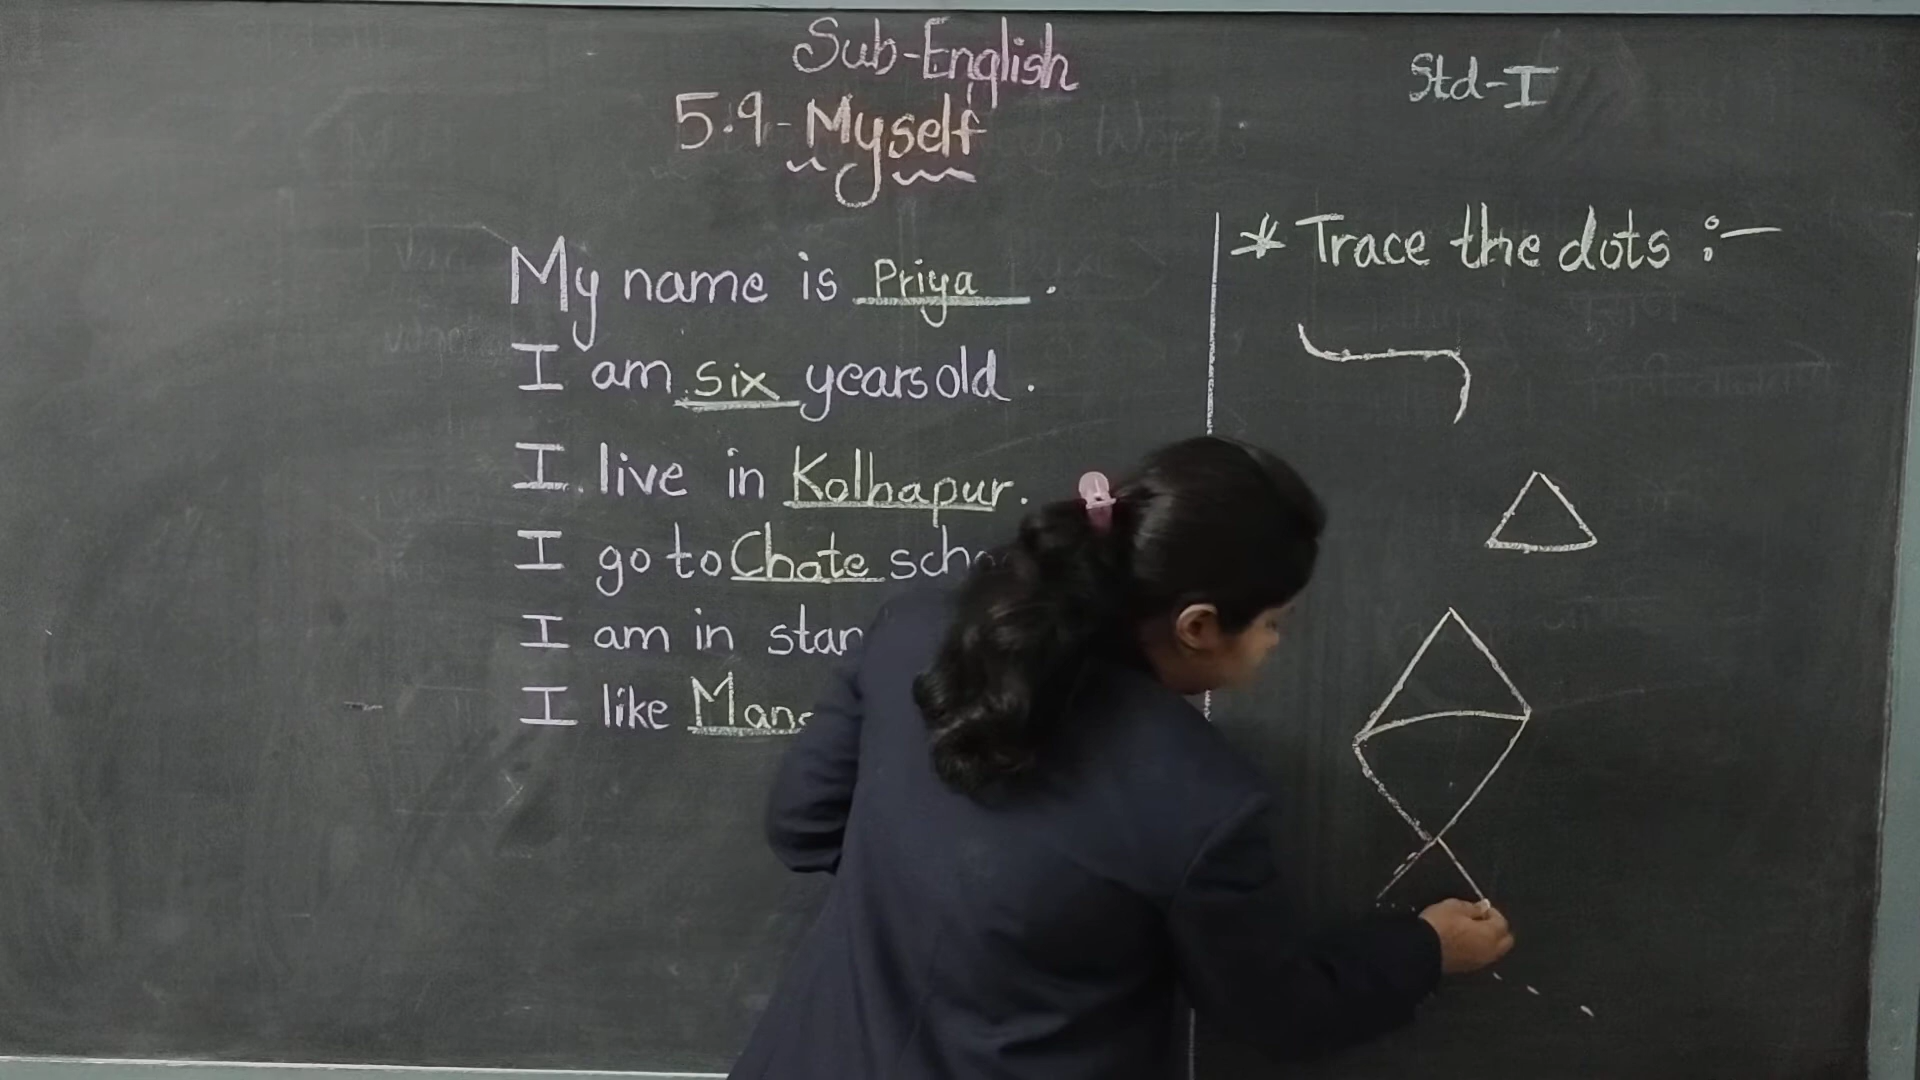 Sub-English
Std-I
5.9-Myself
My name is Priya.
I am six years old.
I live in Kolhapur.
I go to Chate
I am in
I like
* Trace the dots :-